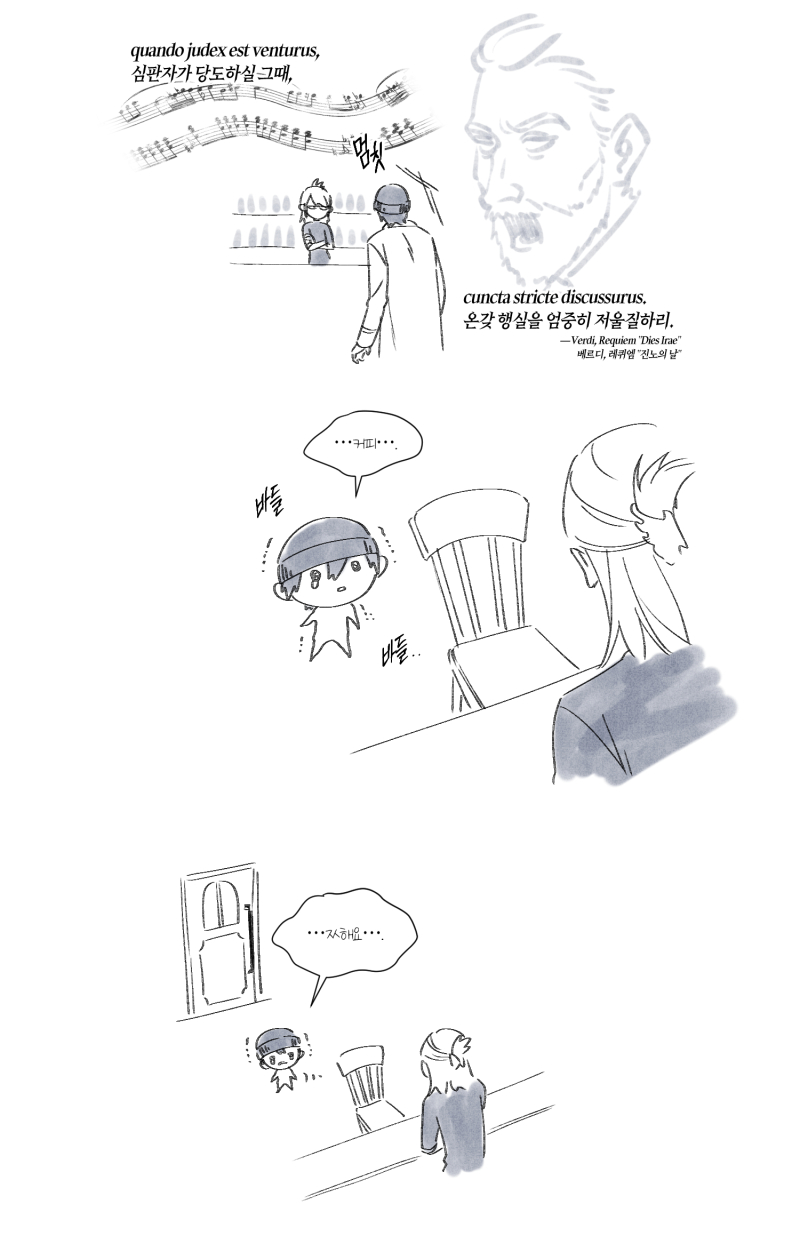 quando judex est venturus,
심판자가 당도하실 그때,
멈칫
cuncta stricte discussurus.
온갖 행실을 엄중히 저울질하리.
—Verdi, Requiem "Dies Irae"
베르디, 레퀴엠 "진노의 날"
•••커피•••.
바들
바들..
•••주해요•••.